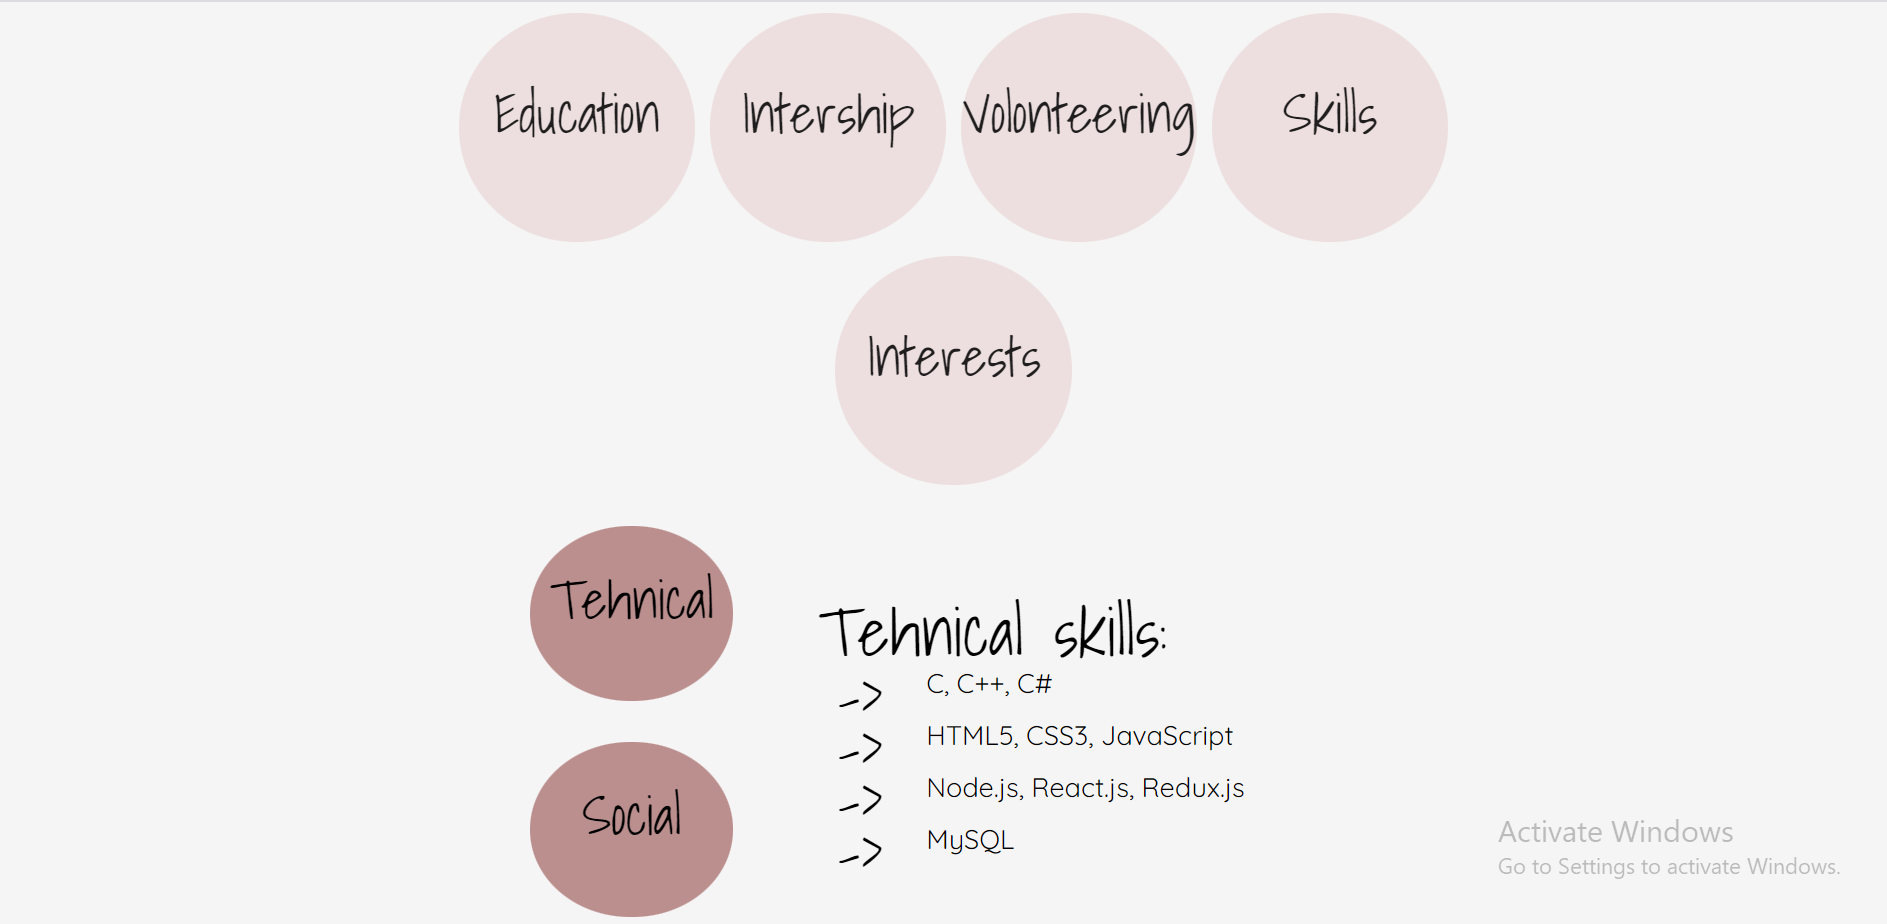 Education
Intership
Volonteering
Skills
Interests
Tehnical
Social
Tehnical skills:
-> C, C++, C#
-> HTML5, CSS3, JavaScript
-> Node.js, React.js, Redux.js
-> MySQL
Activate Windows
Go to Settings to activate Windows.